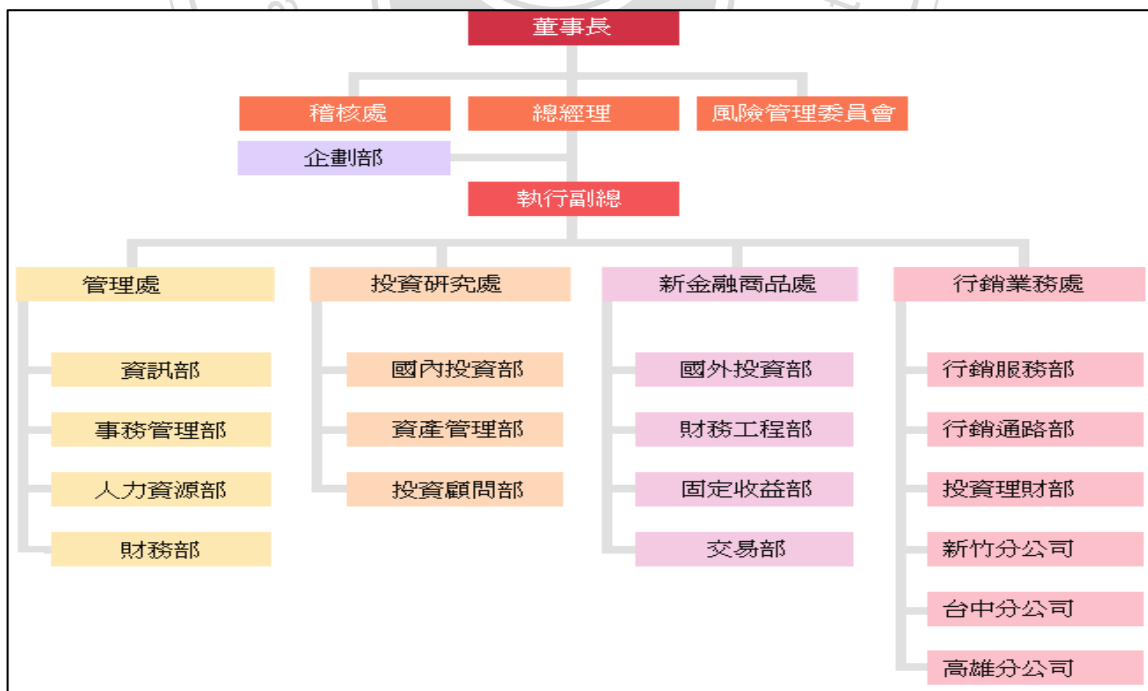 董事長
稽核處
總經理
風險管理委員會
企劃部
執行副總
管理處
投資研究處
新金融商品處
行銷業務處
資訊部
國內投資部
國外投資部
行銷服務部
事務管理部
資產管理部
財務工程部
行銷通路部
人力資源部
投資顧問部
固定收益部
投資理財部
財務部
交易部
新竹分公司
台中分公司
高雄分公司